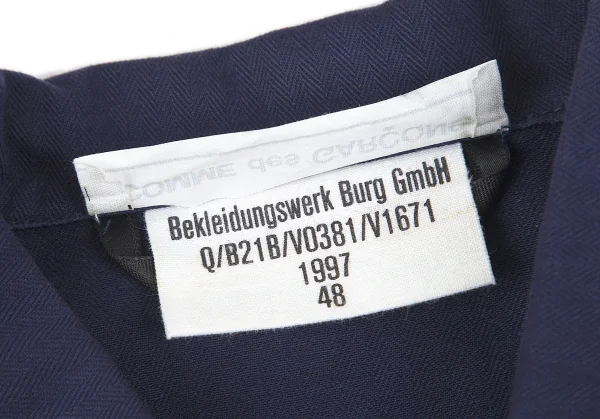 COMME des GARÇONS
Bekleidungswerk Burg GmbH
Q/B21B/V0381/V1671
1997
48